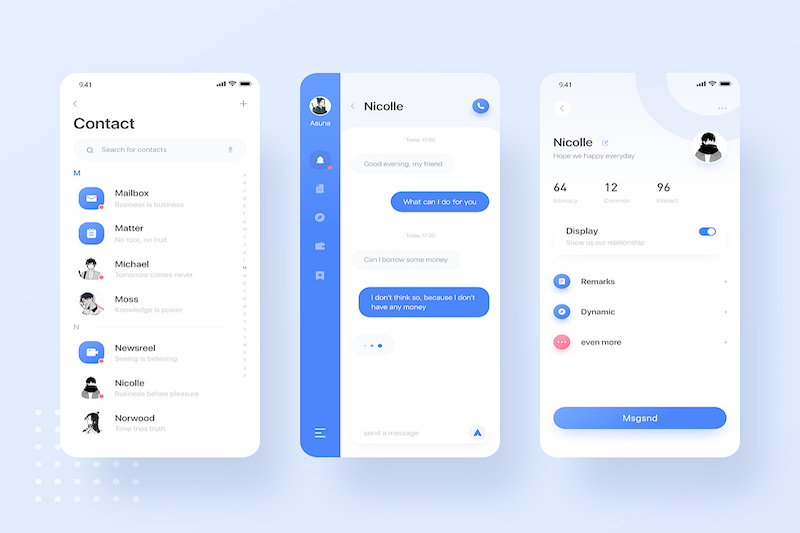 9:41
Contact
Search for contacts
M
Mailbox
Business is business
Matter
No root, no fruit
Michael
Tomorrow comes never
Moss
Knowledge is power
N
Newsreel
Seeing is believing
Nicolle
Business before pleasure
Norwood
Time tries truth
Asuna
Nicolle
Today 17:00
Good evening, my friend
What can I do for you
Today 17:20
Can I borrow some money
I don't think so, because I don't
have any money
send a message
9:41
Nicolle
Hope we happy everyday
64 12 96
Intimacy Common Interact
Display
Show us our relationship
Remarks
Dynamic
even more
Msgsnd